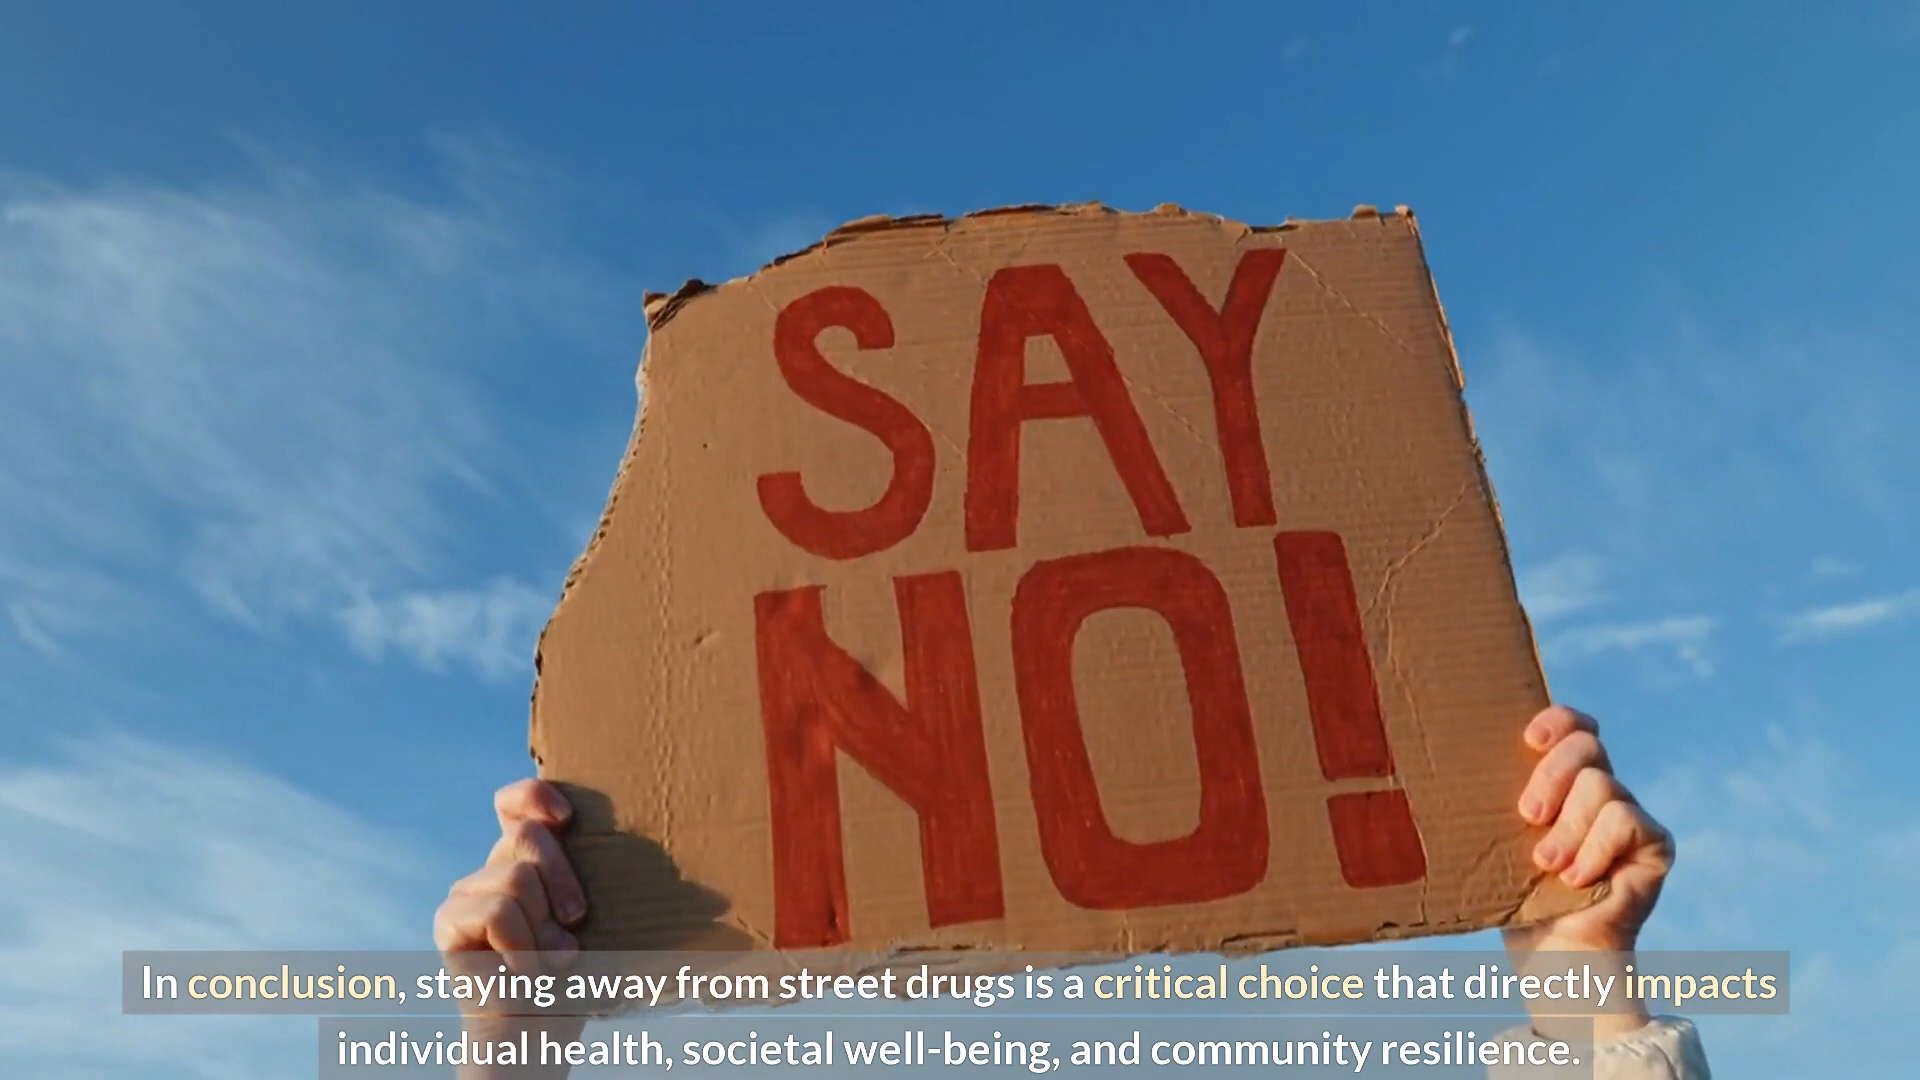 SAY
NO!
In conclusion, staying away from street drugs is a critical choice that directly impacts
individual health, societal well-being, and community resilience.